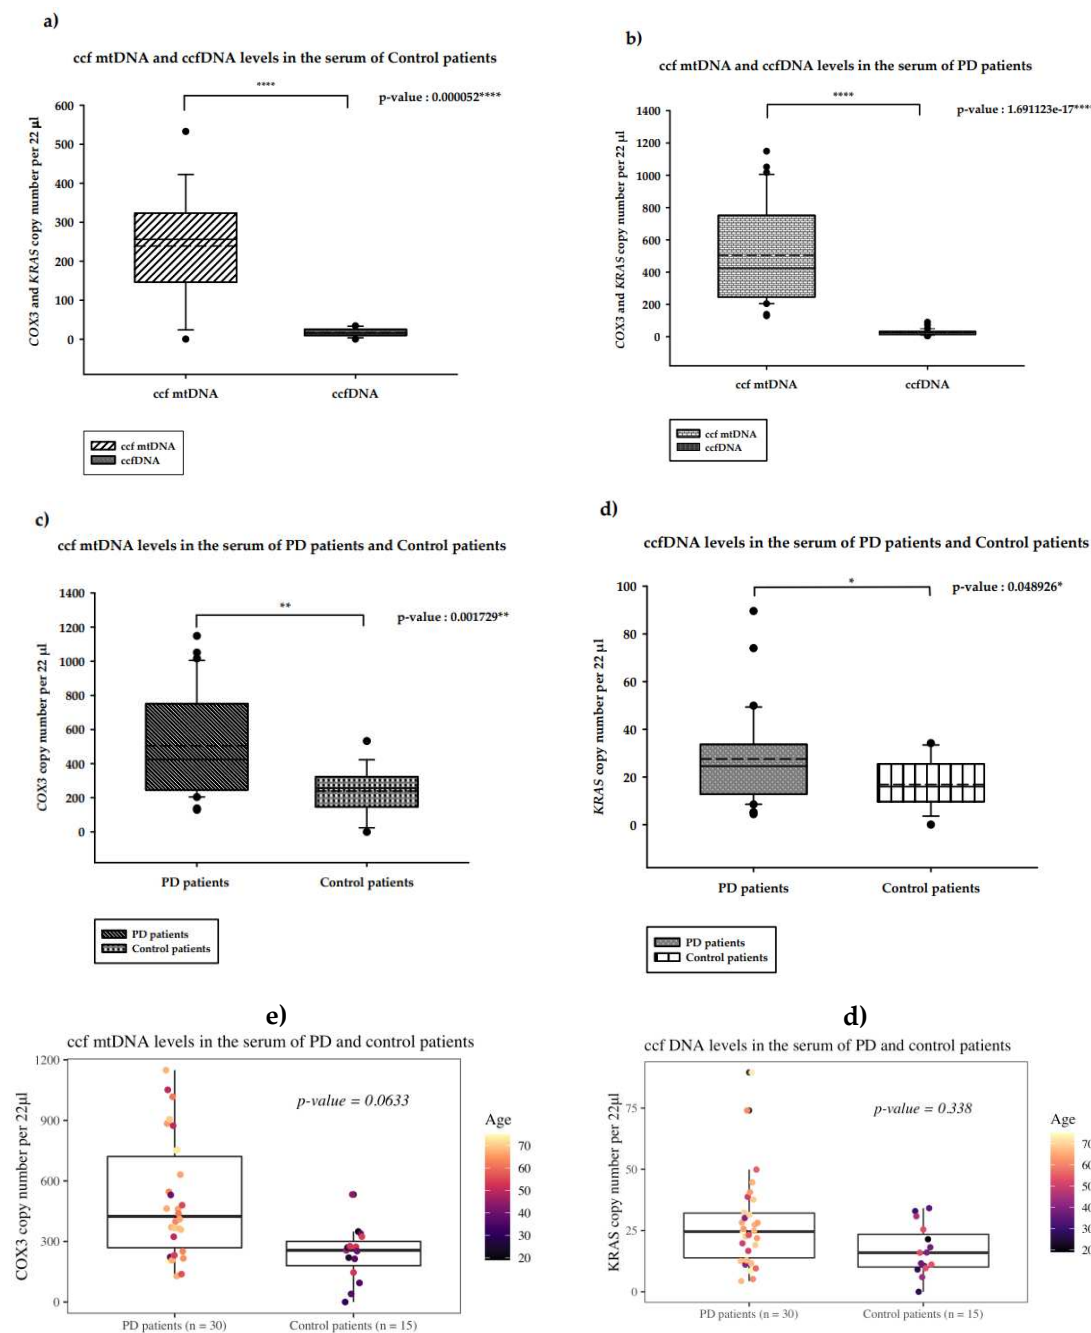 a)
ccf mtDNA and ccfDNA levels in the serum of Control patients
****
p-value : 0.000052****
COX3 and KRAS copy number per 22 µl
600
500
400
300
200
100
0
ccf mtDNA
ccfDNA
ccf mtDNA
ccfDNA
b)
ccf mtDNA and ccfDNA levels in the serum of PD patients
****
p-value : 1.691123e-17****
COX3 and KRAS copy number per 22 µl
1400
1200
1000
800
600
400
200
0
ccf mtDNA
ccfDNA
ccf mtDNA
ccfDNA
c)
ccf mtDNA levels in the serum of PD patients and Control patients
**
p-value : 0.001729**
COX3 copy number per 22 µl
1400
1200
1000
800
600
400
200
0
PD patients
Control patients
PD patients
Control patients
d)
ccfDNA levels in the serum of PD patients and Control patients
*
p-value : 0.048926*
KRAS copy number per 22 µl
100
80
60
40
20
0
PD patients
Control patients
PD patients
Control patients
e)
ccf mtDNA levels in the serum of PD and control patients
p-value = 0.0633
COX3 copy number per 22µl
1200
900
600
300
0
PD patients (n = 30)
Control patients (n = 15)
Age
70
60
50
40
30
20
d)
ccf DNA levels in the serum of PD and control patients
p-value = 0.338
KRAS copy number per 22µl
75
50
25
0
PD patients (n = 30)
Control patients (n = 15)
Age
70
60
50
40
30
20